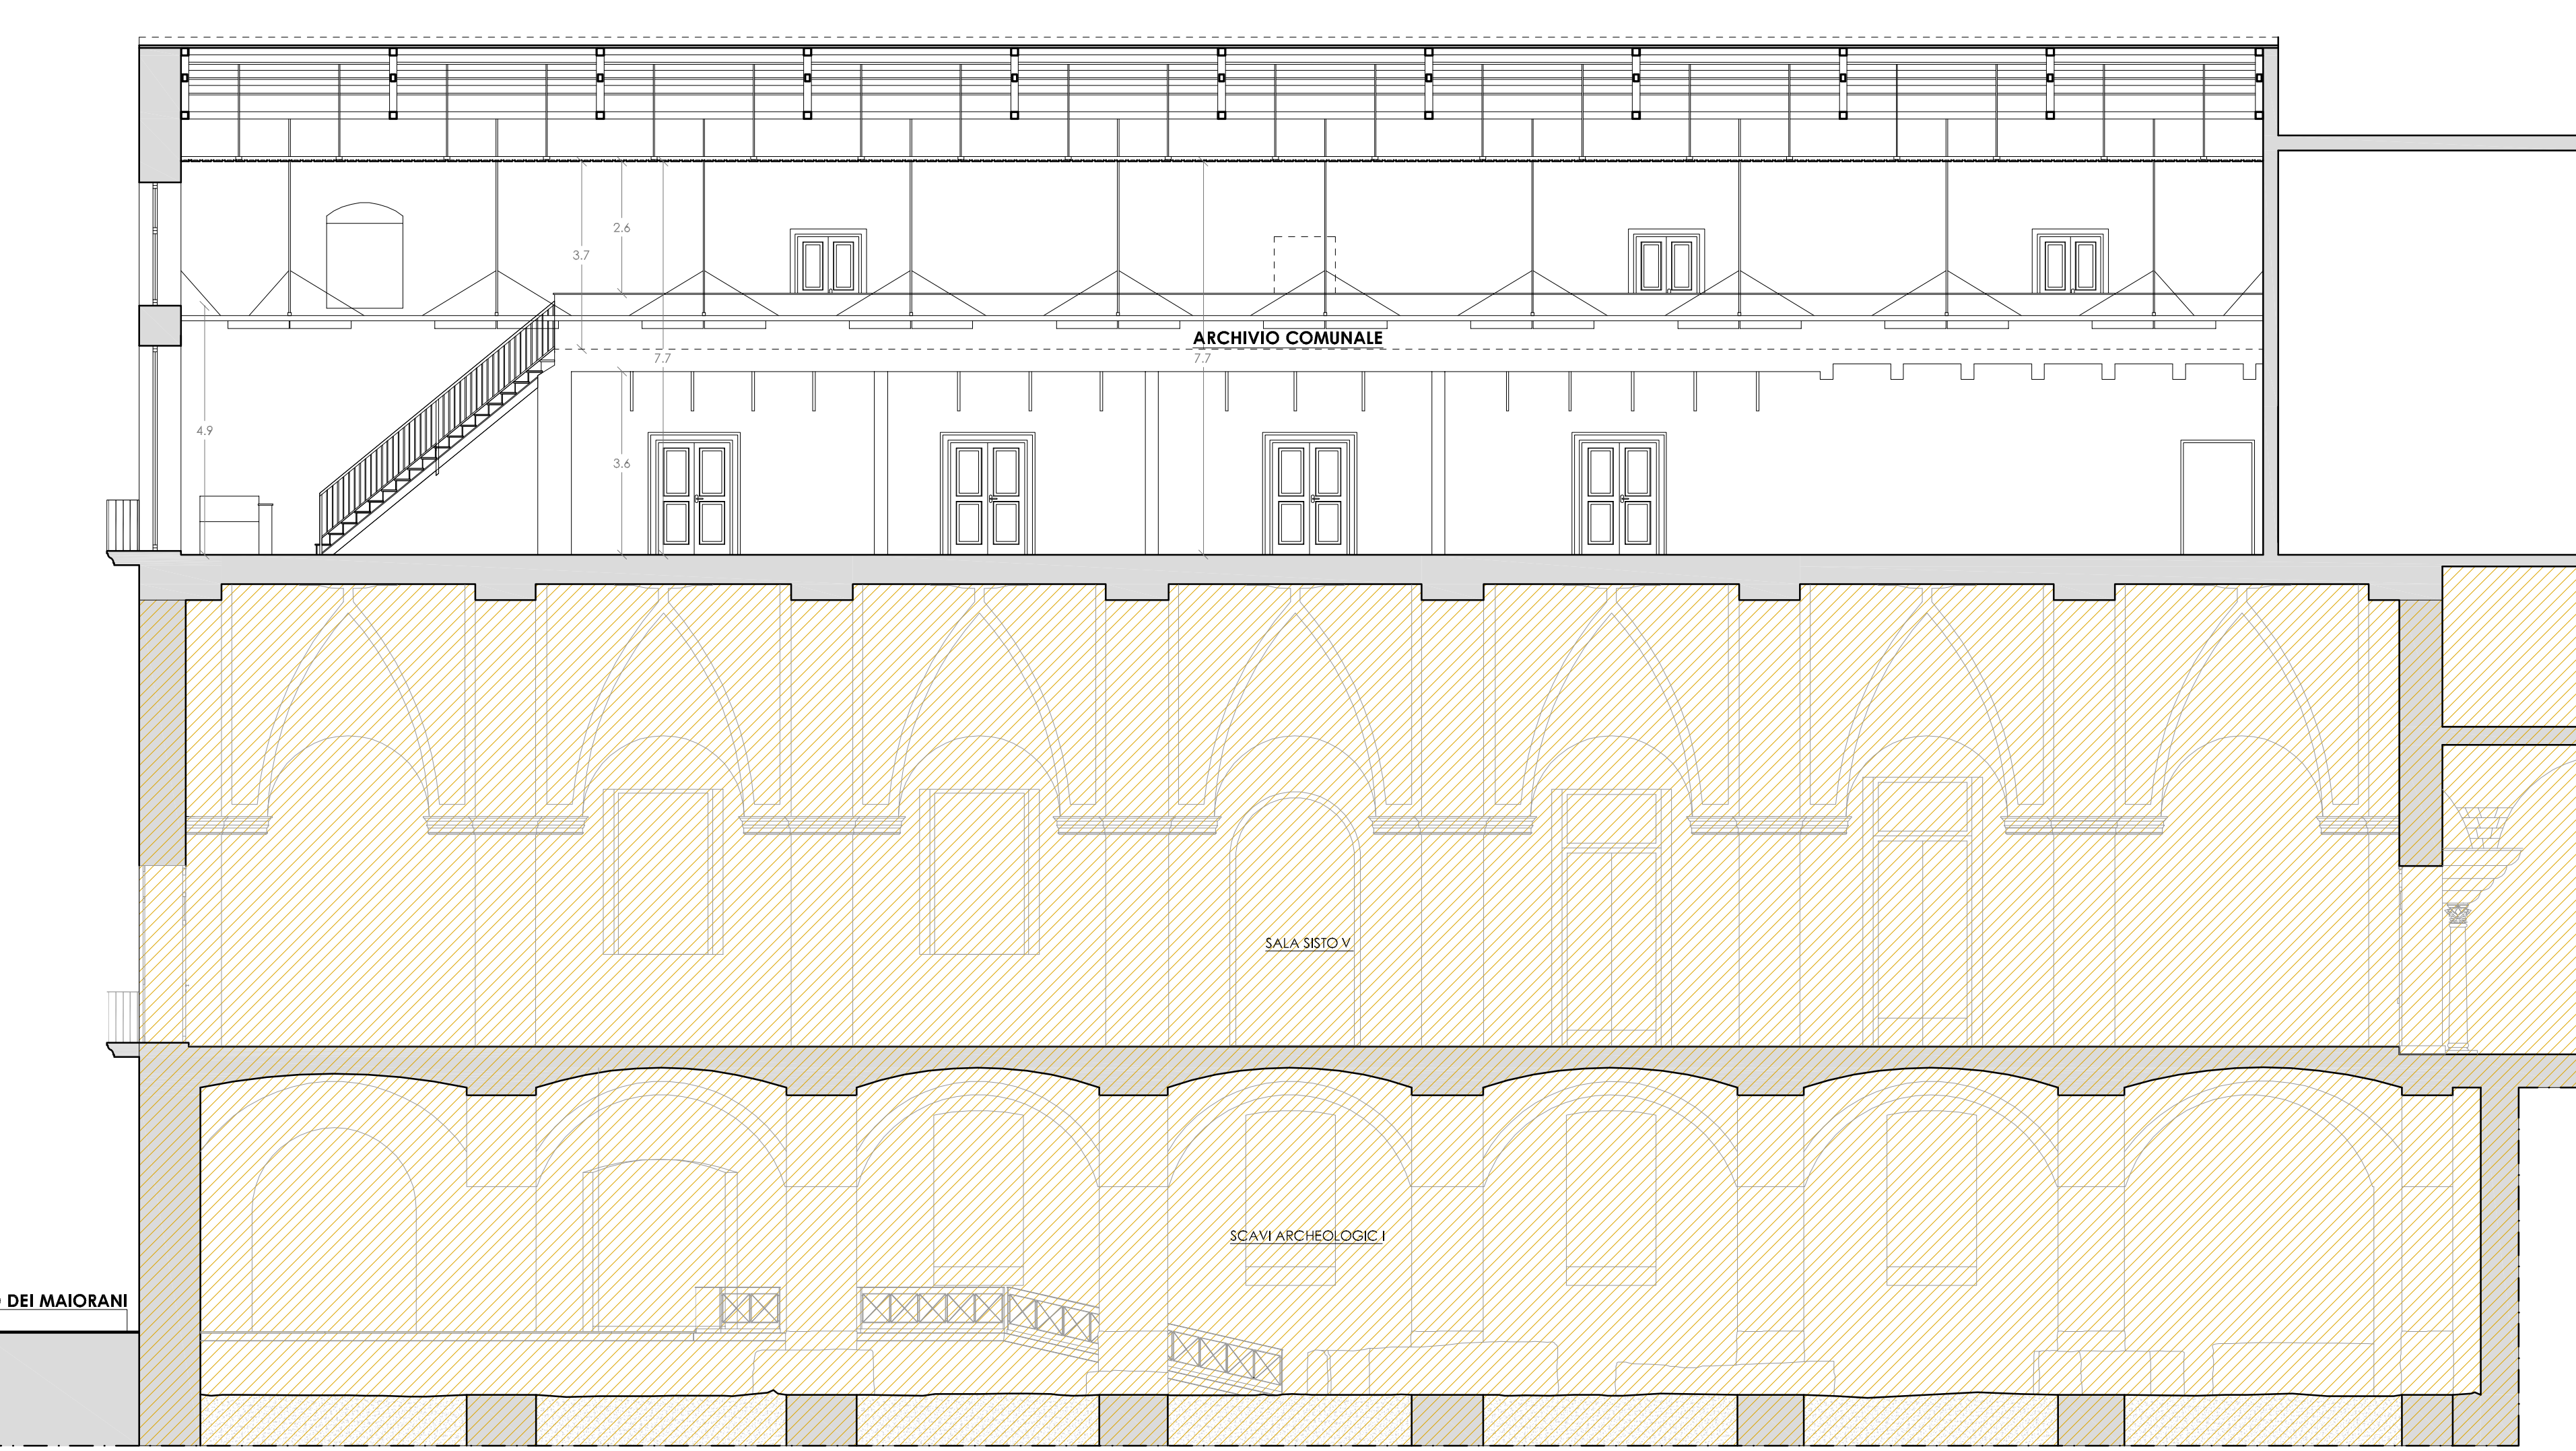 2.6
3.7
ARCHIVIO COMUNALE
7.7
7.7
4.9
3.6
SALA SISTO V
SCAVI ARCHEOLOGIC I
DEI MAIORANI